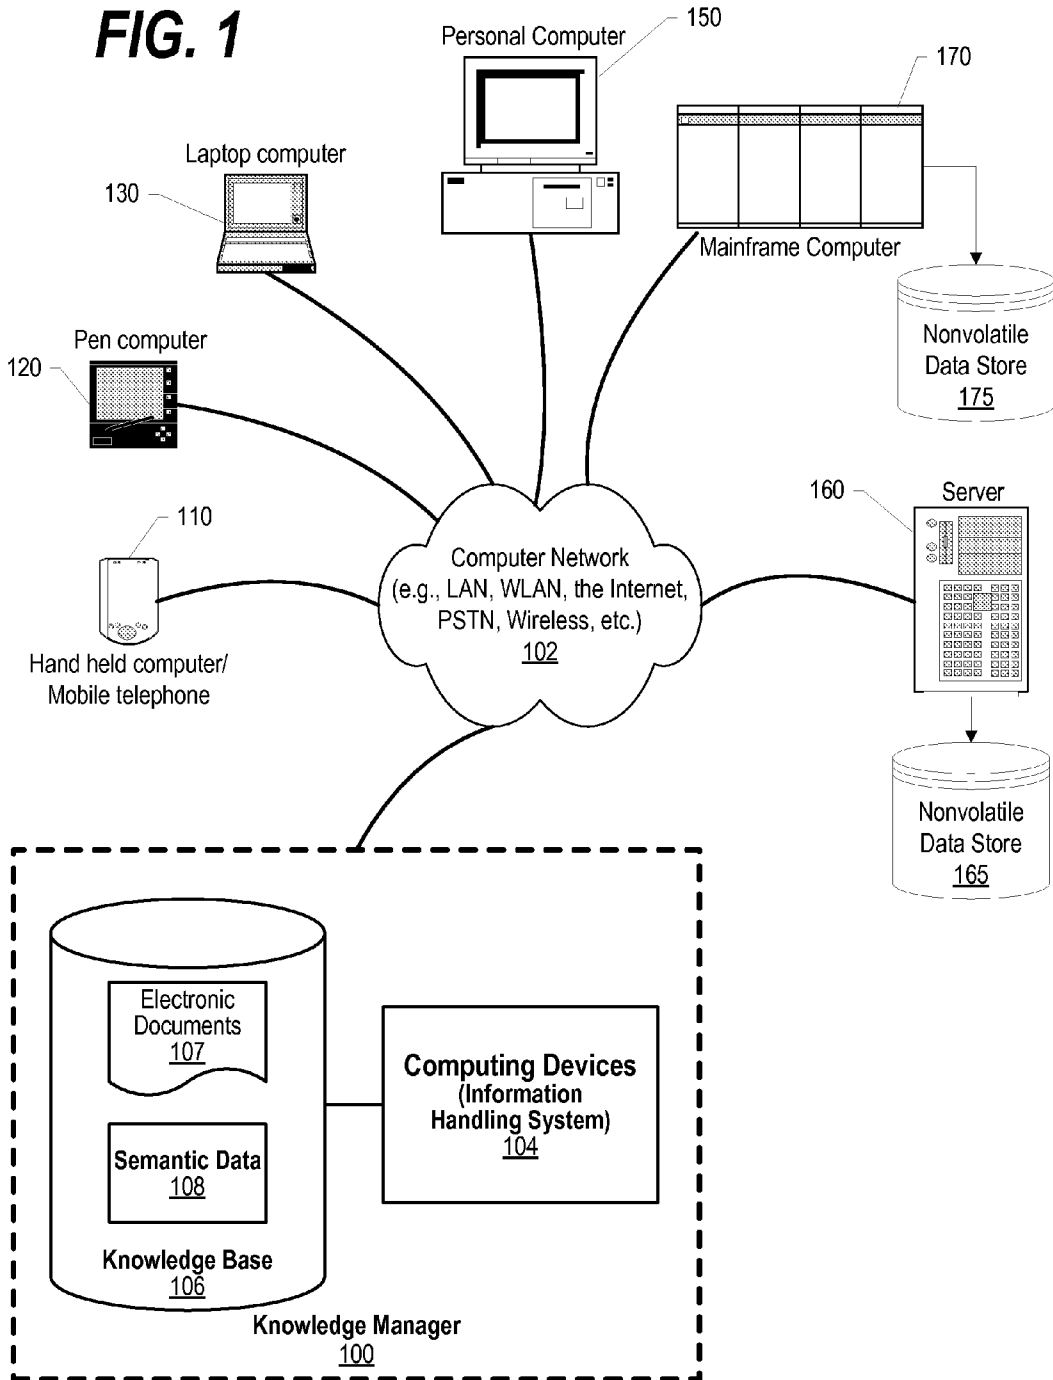 FIG. 1
Personal Computer
150
170
Laptop computer
130
Mainframe Computer
Pen computer
120
Nonvolatile
Data Store
175
110
160
Server
Computer Network
(e.g., LAN, WLAN, the Internet,
PSTN, Wireless, etc.)
102
Hand held computer/
Mobile telephone
Nonvolatile
Data Store
165
Electronic
Documents
107
Computing Devices
(Information
Handling System)
104
Semantic Data
108
Knowledge Base
106
Knowledge Manager
100